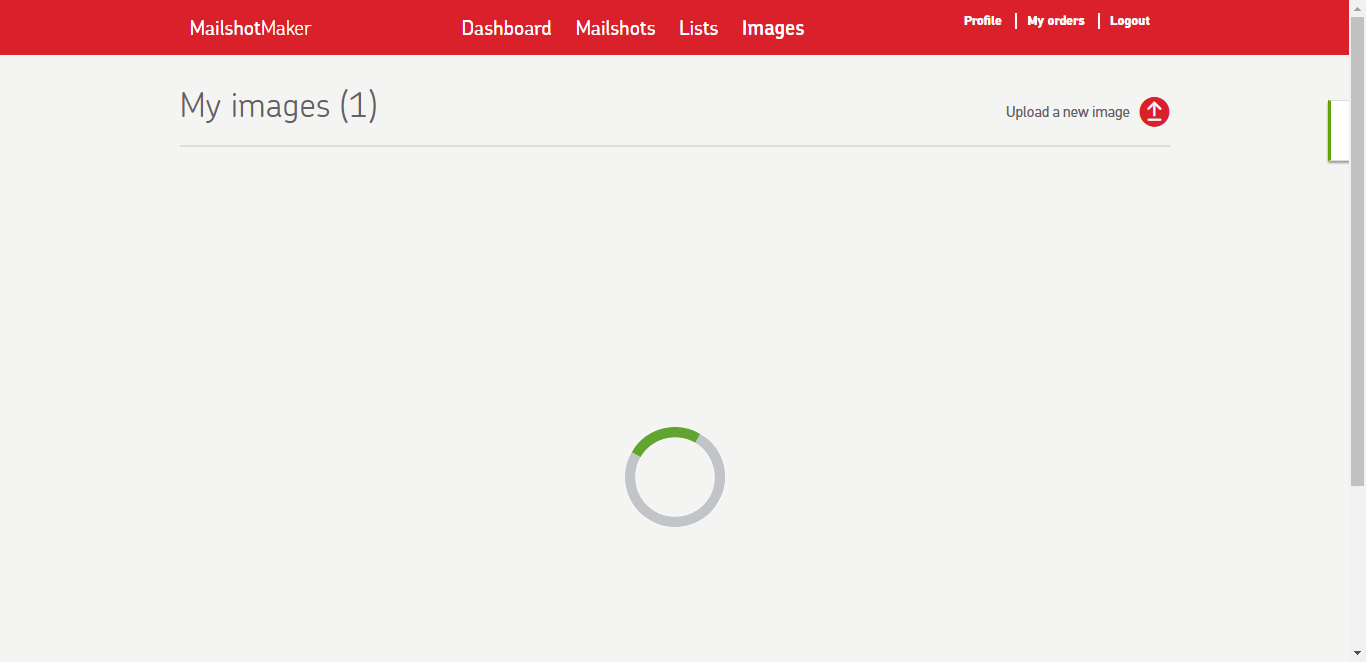 MailshotMaker
Dashboard Mailshots Lists Images
Profile My orders Logout
My images (1)
Upload a new image